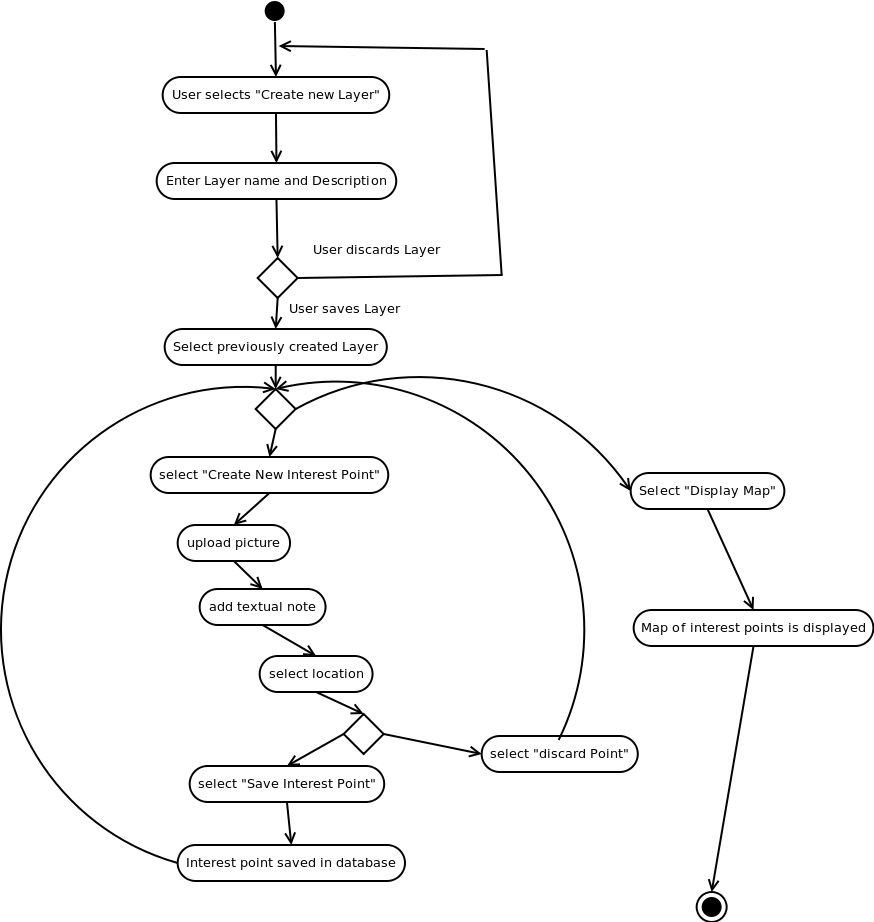 User selects "Create new Layer"
Enter Layer name and Description
User discards Layer
User saves Layer
Select previously created Layer
select "Create New Interest Point"
Select "Display Map"
upload picture
add textual note
Map of interest points is displayed
select location
select "discard Point"
select "Save Interest Point"
Interest point saved in database